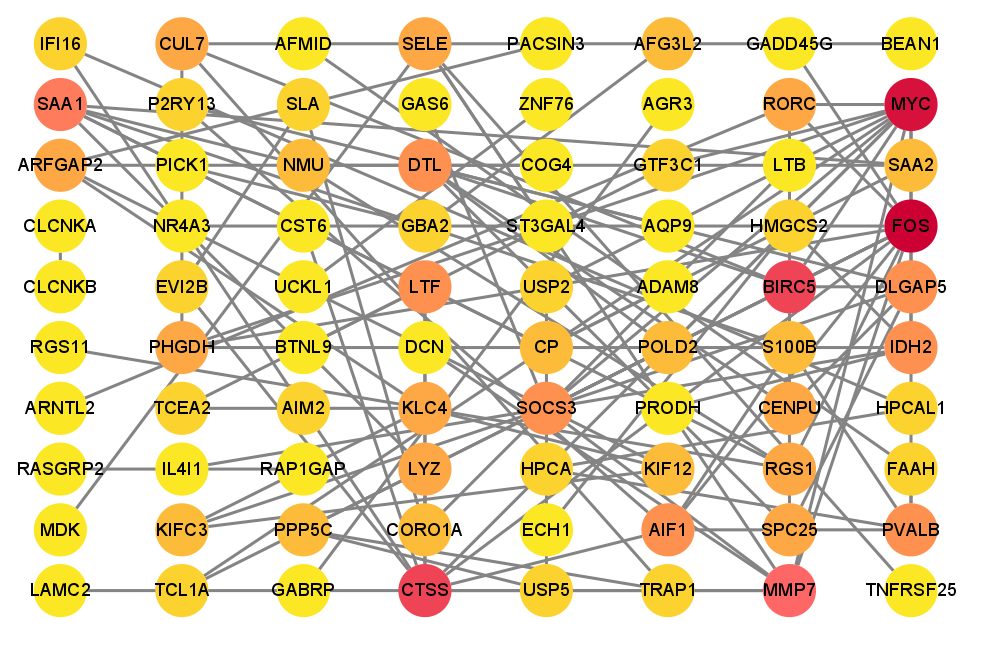 IFI16 CUL7 AFMID SELE PACSIN3 AFG3L2 GADD45G BEAN1
SAA1 P2RY13 SLA GAS6 ZNF76 AGR3 RORC MYC
ARFGAP2 PICK1 NMU DTL COG4 GTF3C1 LTB SAA2
CLCNKA NR4A3 CST6 GBA2 ST3GAL4 AQP9 HMGCS2 FOS
CLCNKB EVI2B UCKL1 LTF USP2 ADAM8 BIRC5 DLGAP5
RGS11 PHGDH BTNL9 DCN CP POLD2 S100B IDH2
ARNTL2 TCEA2 AIM2 KLC4 SOCS3 PRODH CENPU HPCAL1
RASGRP2 IL4I1 RAP1GAP LYZ HPCA KIF12 RGS1 FAAH
MDK KIFC3 PPP5C CORO1A ECH1 AIF1 SPC25 PVALB
LAMC2 TCL1A GABRP CTSS USP5 TRAP1 MMP7 TNFRSF25